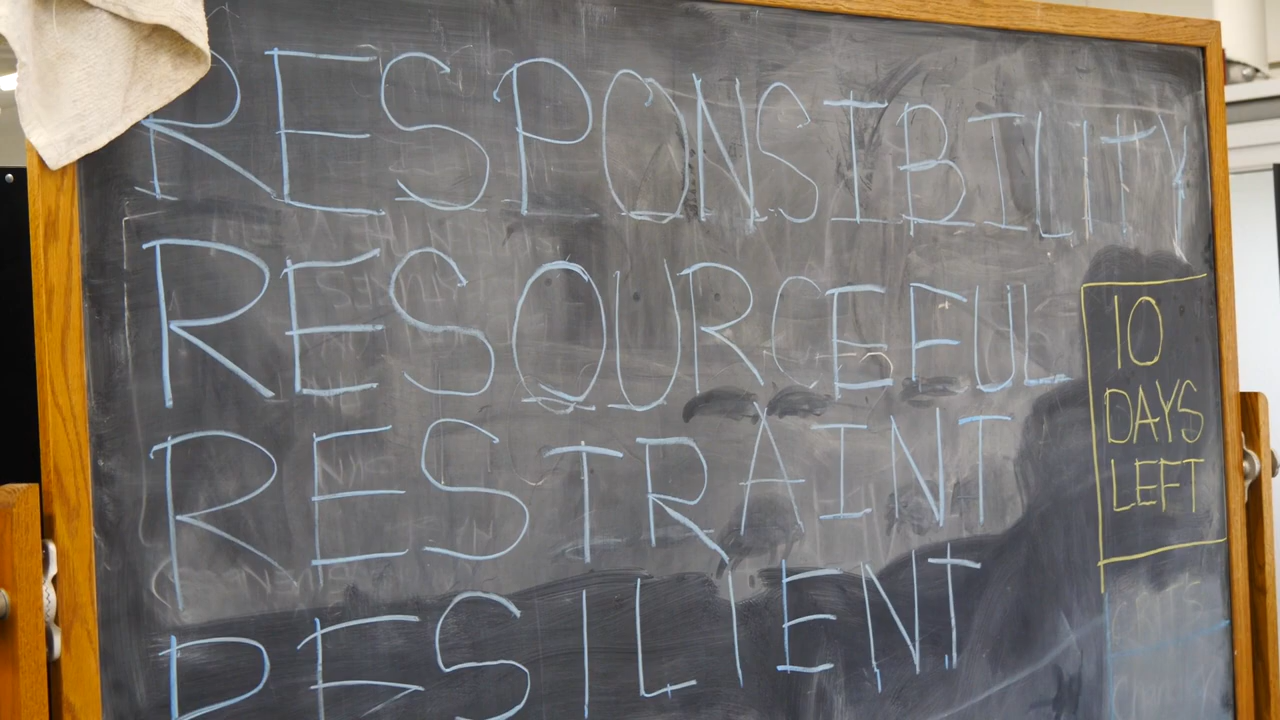 RESPONSIBILITY
RESOURCEFUL
RESTRAINT
RESILIENT
10
DAYS
LEFT